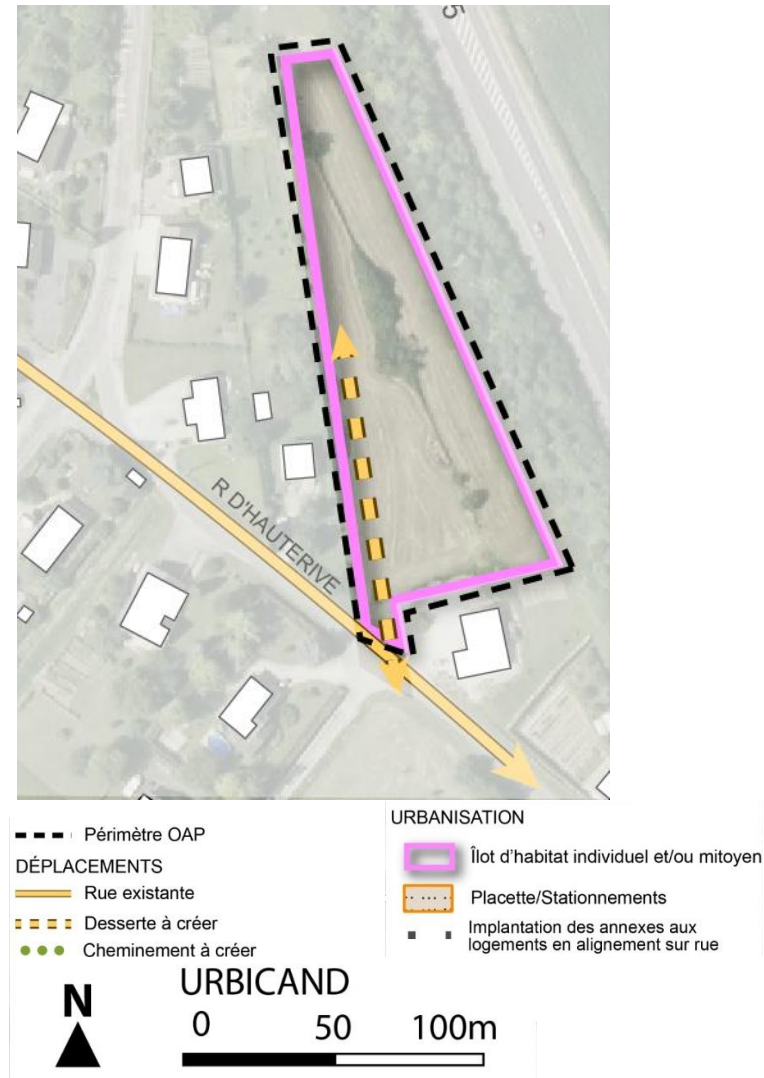 5
R D'HAUTERIVE
Périmètre OAP
DÉPLACEMENTS
Rue existante
Desserte à créer
Cheminement à créer
URBANISATION
Îlot d'habitat individuel et/ou mitoyen
Placette/Stationnements
Implantation des annexes aux
logements en alignement sur rue
N
URBICAND
0 50 100m